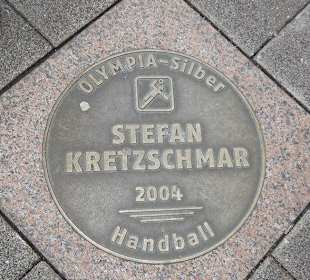 OLYMPIA-Silber
STEFAN
KRETZSCHMAR
2004
Handball